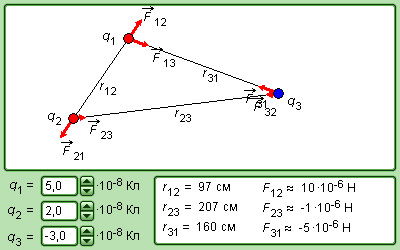 F₁₂
q₁
F₁₃
r₃₁
r₁₂
F₃₁ q₃
F₃₂
q₂
r₂₃
F₂₃
F₂₁
q₁ = 5,0 ·10⁻⁸ Кл r₁₂ = 97 см F₁₂ ≈ 10·10⁻⁶ Н
q₂ = 2,0 ·10⁻⁸ Кл r₂₃ = 207 см F₂₃ ≈ -1·10⁻⁶ Н
q₃ = -3,0 ·10⁻⁸ Кл r₃₁ = 160 см F₃₁ ≈ -5·10⁻⁶ Н